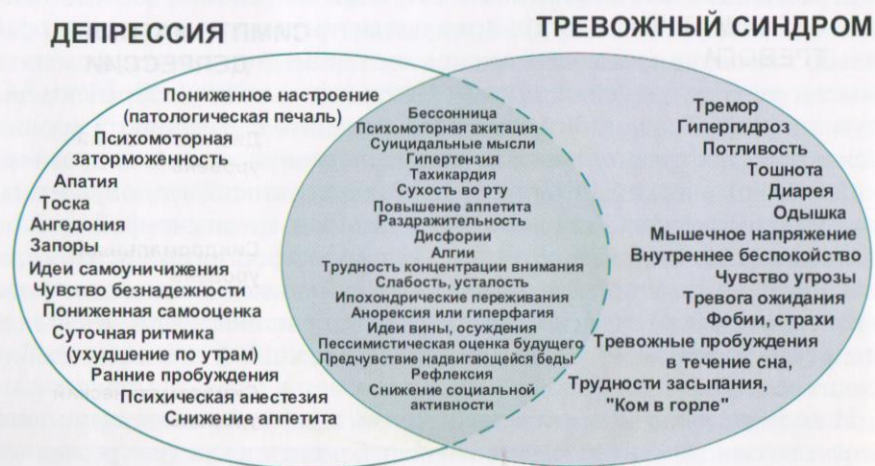 ДЕПРЕССИЯ
ТРЕВОЖНЫЙ СИНДРОМ
Пониженное настроение
(патологическая печаль)
Психомоторная
заторможенность
Апатия
Тоска
Ангедония
Запоры
Идеи самоуничижения
Чувство безнадежности
Пониженная самооценка
Суточная ритмика
(ухудшение по утрам)
Ранние пробуждения
Психическая анестезия
Снижение аппетита
Бессонница
Психомоторная ажитация
Суицидальные мысли
Гипертензия
Тахикардия
Сухость во рту
Повышение аппетита
Раздражительность
Дисфории
Алгии
Трудность концентрации внимания
Слабость, усталость
Ипохондрические переживания
Анорексия или гиперфагия
Идеи вины, осуждения
Пессимистическая оценка будущего
Предчувствие надвигающейся беды
Рефлексия
Снижение социальной
активности
Тремор
Гипергидроз
Потливость
Тошнота
Диарея
Одышка
Мышечное напряжение
Внутреннее беспокойство
Чувство угрозы
Тревога ожидания
Фобии, страхи
Тревожные пробуждения
в течение сна,
Трудности засыпания,
"Ком в горле"